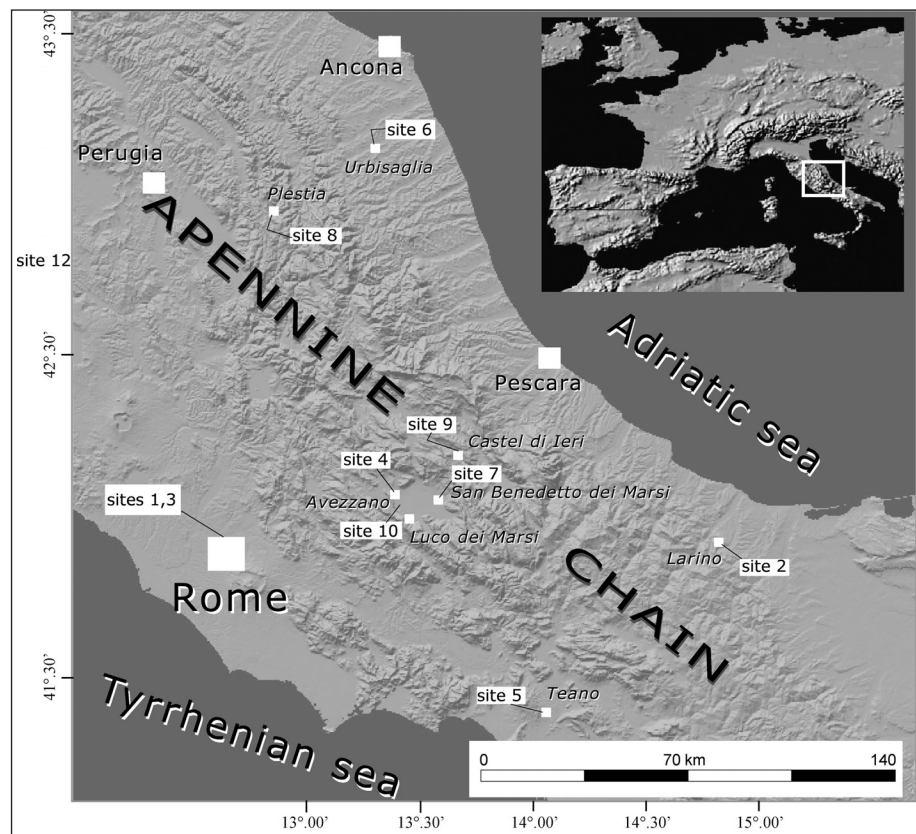 43°.30'
Ancona
site 6
Urbisaglia
Perugia
Plestia
site 8
site 12
APENNINE
42°.30'
Pescara
Adriatic sea
site 9
Castel di Ieri
site 4
site 7
Avezzano
San Benedetto dei Marsi
site 10
Luco dei Marsi
sites 1,3
Rome
Larino
site 2
CHAIN
41°.30'
Tyrrhenian sea
site 5
Teano
0 70 km 140
13°.00' 13°.30' 14°.00' 14°.50' 15°.00'